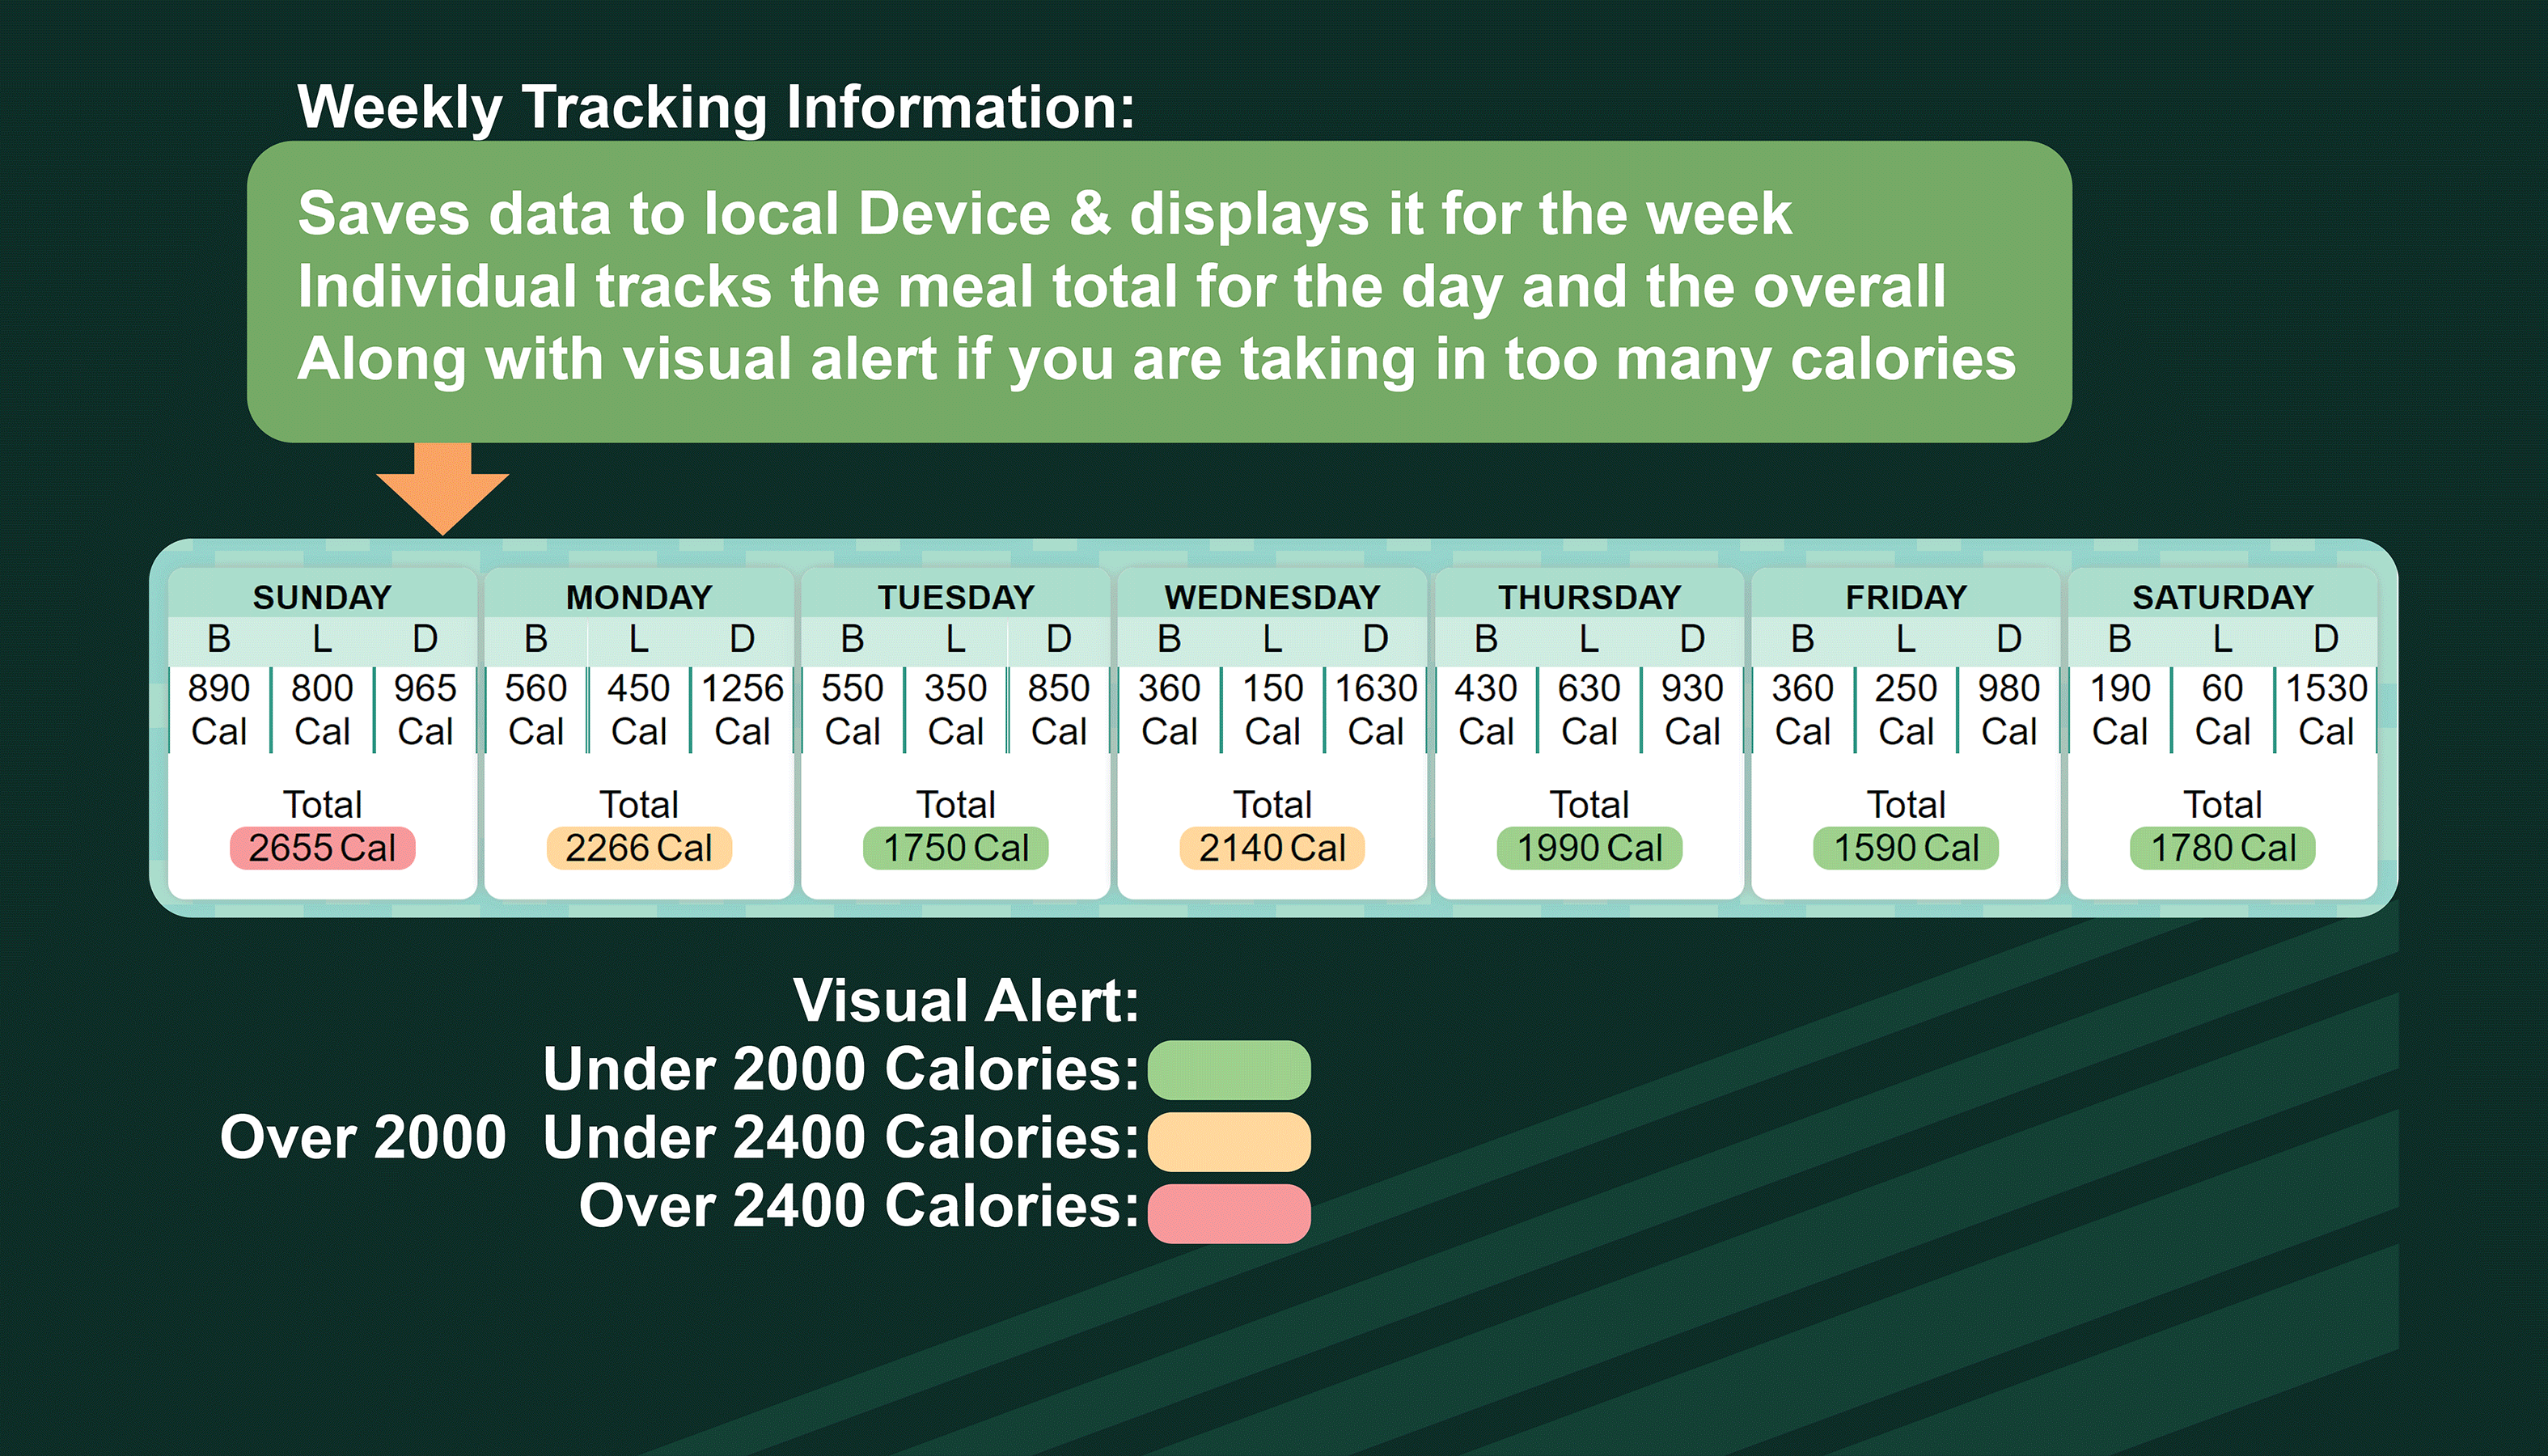 Weekly Tracking Information:
Saves data to local Device & displays it for the week
Individual tracks the meal total for the day and the overall
Along with visual alert if you are taking in too many calories
SUNDAY MONDAY TUESDAY WEDNESDAY THURSDAY FRIDAY SATURDAY
B L D B L D B L D B L D B L D B L D B L D
890 800 965 560 450 1256 550 350 850 360 150 1630 430 630 930 360 250 980 190 60 1530
Cal Cal Cal Cal Cal Cal Cal Cal Cal Cal Cal Cal Cal Cal Cal Cal Cal Cal Cal Cal Cal
Total Total Total Total Total Total Total
2655 Cal 2266 Cal 1750 Cal 2140 Cal 1990 Cal 1590 Cal 1780 Cal
Visual Alert:
Under 2000 Calories:
Over 2000 Under 2400 Calories:
Over 2400 Calories: